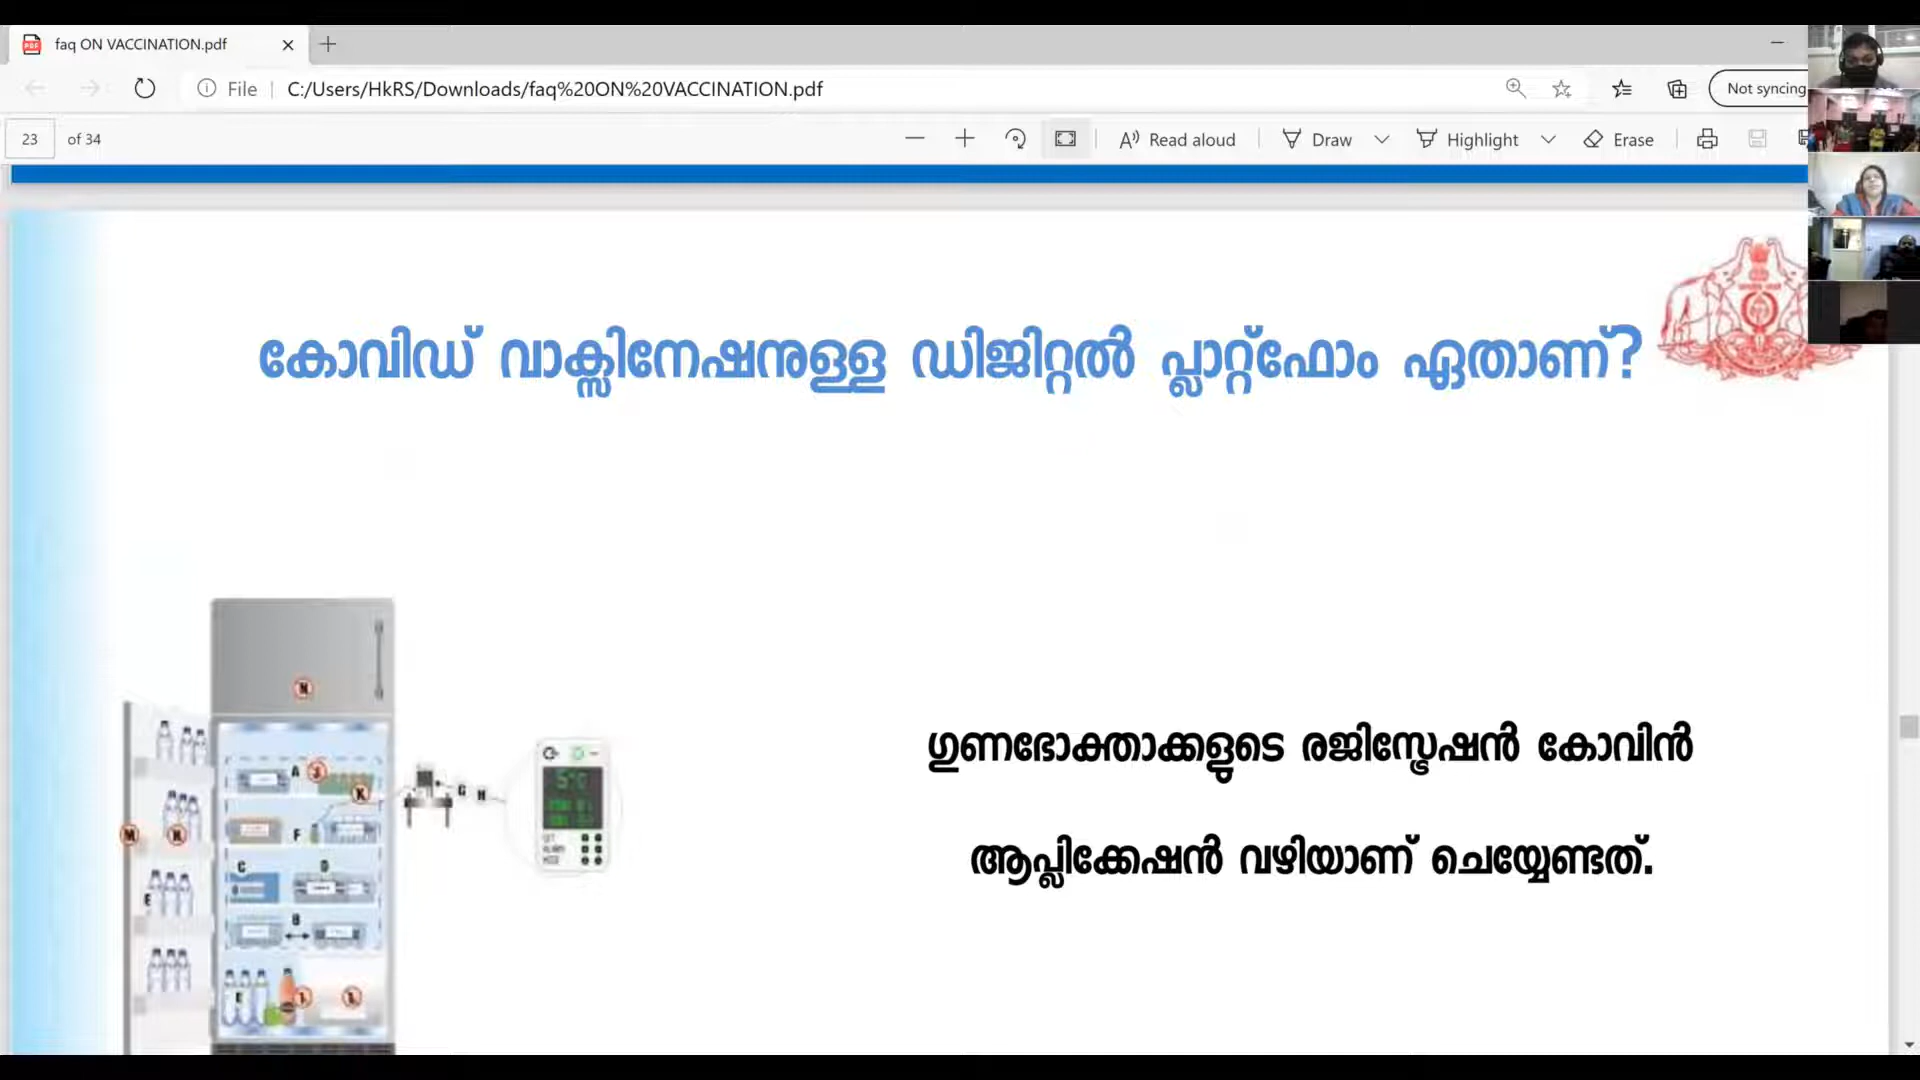 faq ON VACCINATION.pdf
File C:/Users/HkRS/Downloads/faq%20ON%20VACCINATION.pdf
Not syncing
23 of 34
Read aloud Draw Highlight Erase
കോവിഡ് വാക്സിനേഷനുള്ള ഡിജിറ്റൽ പ്ലാറ്റ്ഫോം ഏതാണ്?
ഗുണഭോക്താക്കളുടെ രജിസ്ട്രേഷൻ കോവിൻ
ആപ്ലിക്കേഷൻ വഴിയാണ് ചെയ്യേണ്ടത്.
N
A
K
G H
F
M N
C D
E
B
E
5°C